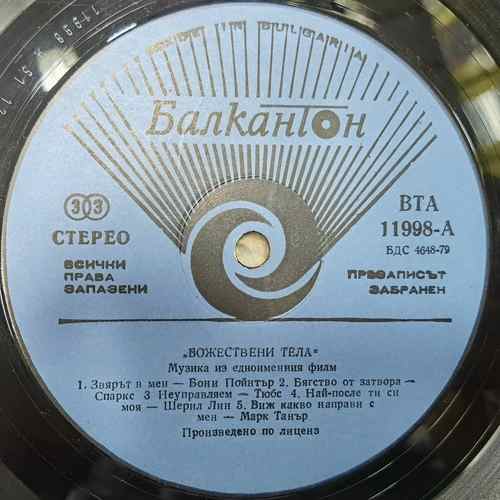 MADE IN BULGARIA
Балкантон
33
СТЕРЕО
ВТА
11998-А
БДС 4648-79
ВСИЧКИ
ПРАВА
ЗАПАЗЕНИ
ПРЕЗАПИСЪТ
ЗАБРАНЕН
„БОЖЕСТВЕНИ ТЕЛА“
Музика из едноименния филм
1. Звярът в мен — Бони Пойнтър 2. Бягство от затвора —
Спаркс 3 Неуправляем — Тюбс 4. Най-после ти си
моя — Шерил Лин 5. Виж какво направи с
мен — Марк Танър
Произведено по лиценз